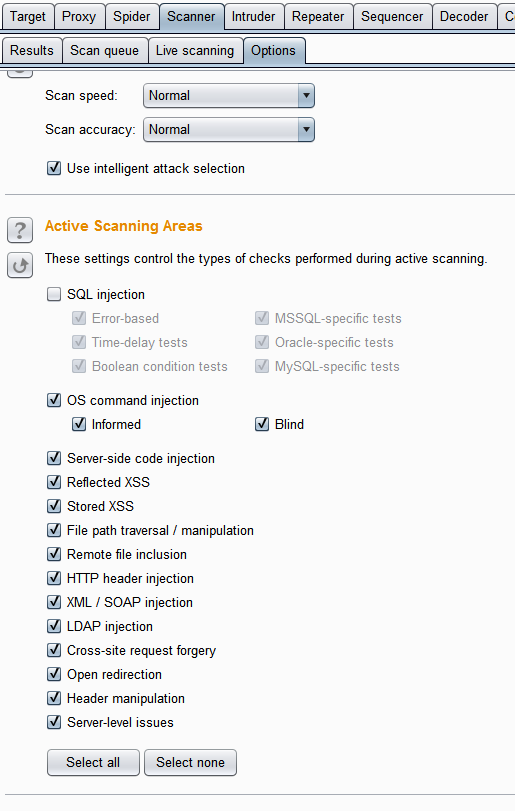 Target Proxy Spider Scanner Intruder Repeater Sequencer Decoder
Results Scan queue Live scanning Options
Scan speed: Normal
Scan accuracy: Normal
Use intelligent attack selection
? Active Scanning Areas
These settings control the types of checks performed during active scanning.
SQL injection
Error-based MSSQL-specific tests
Time-delay tests Oracle-specific tests
Boolean condition tests MySQL-specific tests
OS command injection
Informed Blind
Server-side code injection
Reflected XSS
Stored XSS
File path traversal / manipulation
Remote file inclusion
HTTP header injection
XML / SOAP injection
LDAP injection
Cross-site request forgery
Open redirection
Header manipulation
Server-level issues
Select all Select none